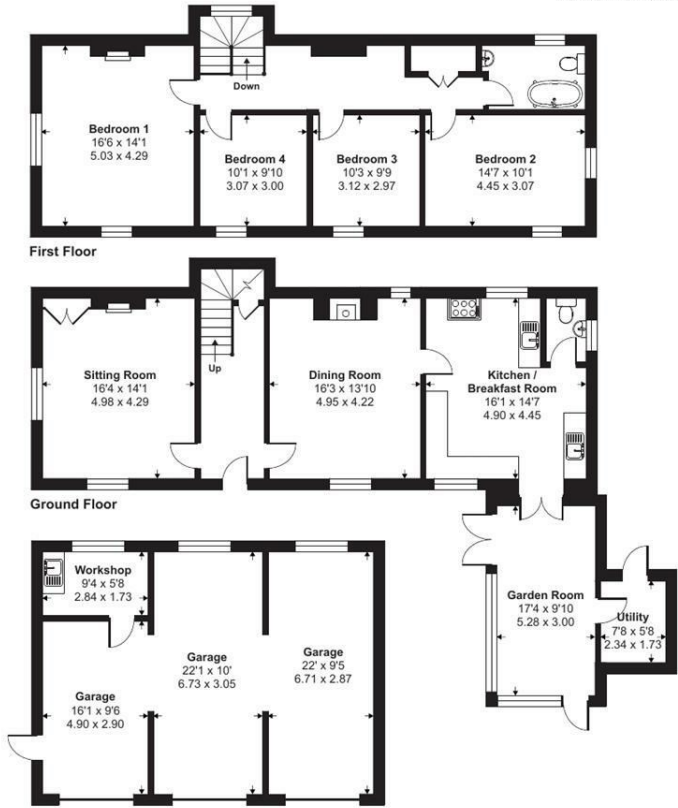 Down
Bedroom 1
16'6 x 14'1
5.03 x 4.29
Bedroom 4
10'1 x 9'10
3.07 x 3.00
Bedroom 3
10'3 x 9'9
3.12 x 2.97
Bedroom 2
14'7 x 10'1
4.45 x 3.07
First Floor
Sitting Room
16'4 x 14'1
4.98 x 4.29
Up
Dining Room
16'3 x 13'10
4.95 x 4.22
Kitchen /
Breakfast Room
16'1 x 14'7
4.90 x 4.45
Ground Floor
Workshop
9'4 x 5'8
2.84 x 1.73
Garage
16'1 x 9'6
4.90 x 2.90
Garage
22'1 x 10'
6.73 x 3.05
Garage
22' x 9'5
6.71 x 2.87
Garden Room
17'4 x 9'10
5.28 x 3.00
Utility
7'8 x 5'8
2.34 x 1.73